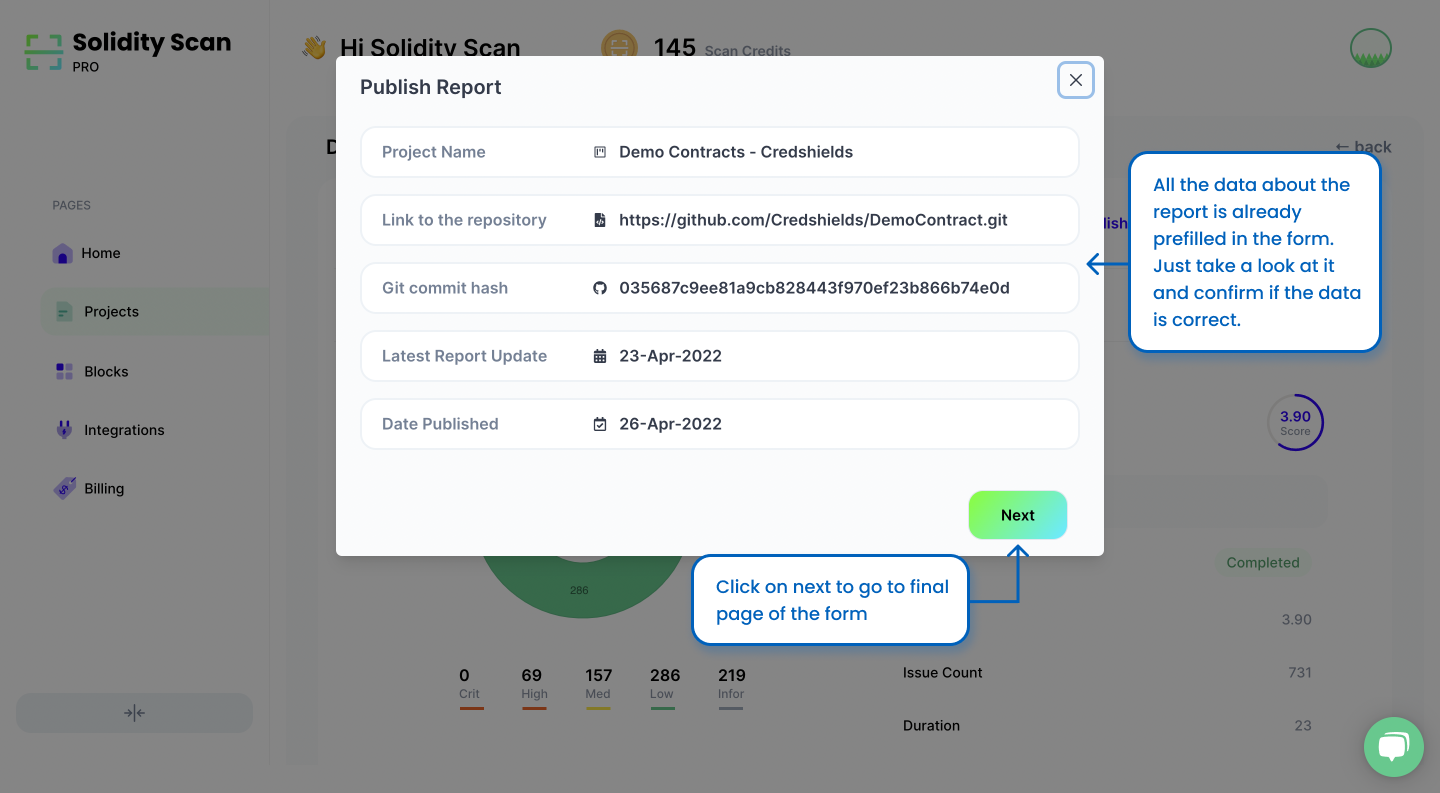 Solidity Scan
PRO
Hi Solidity Scan
145 Scan Credits
← back
Publish Report
Project Name Demo Contracts - Credshields
Link to the repository https://github.com/Credshields/DemoContract.git
Git commit hash 035687c9ee81a9cb828443f970ef23b866b74e0d
Latest Report Update 23-Apr-2022
Date Published 26-Apr-2022
Next
All the data about the
report is already
prefilled in the form.
Just take a look at it
and confirm if the data
is correct.
Click on next to go to final
page of the form
PAGES
Home
Projects
Blocks
Integrations
Billing
3.90
Score
286
Completed
3.90
0 69 157 286 219
Crit High Med Low Infor
Issue Count 731
Duration 23